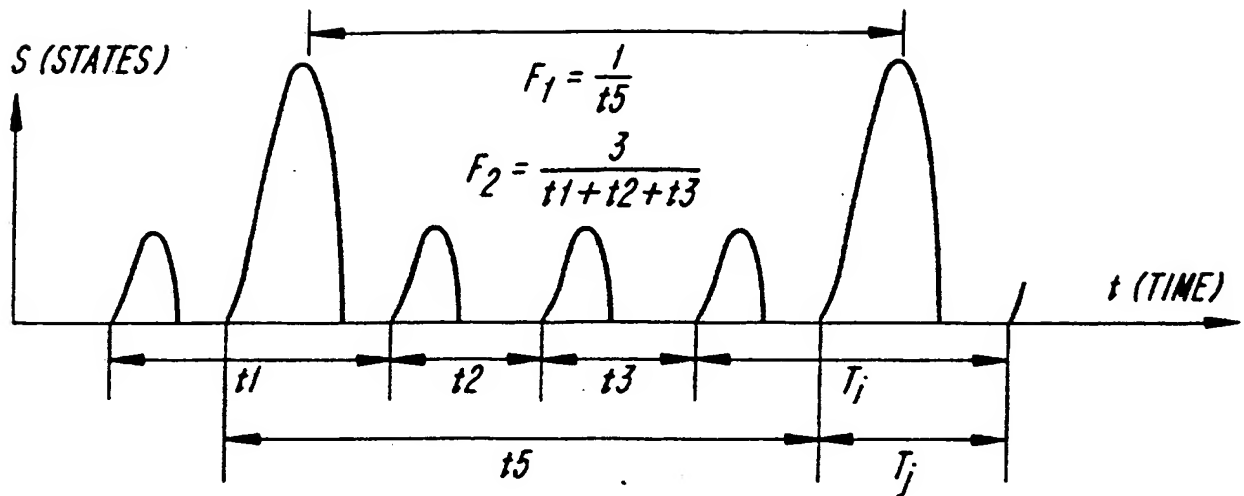 S (STATES)
F₁ = 1/t5
F₂ = 3/(t1+t2+t3)
t (TIME)
t1 t2 t3 Tᵢ
t5 Tⱼ